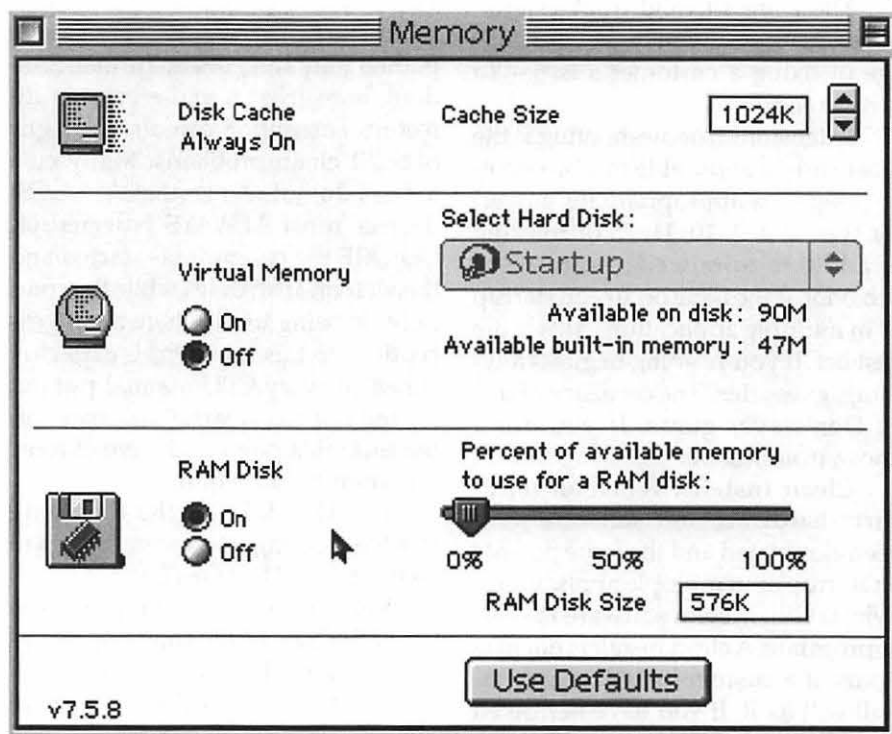 Memory
Disk Cache
Always On
Cache Size
1024K
Select Hard Disk:
Startup
Virtual Memory
On
Off
Available on disk: 90M
Available built-in memory: 47M
RAM Disk
On
Off
Percent of available memory
to use for a RAM disk:
0% 50% 100%
RAM Disk Size
576K
Use Defaults
v7.5.8